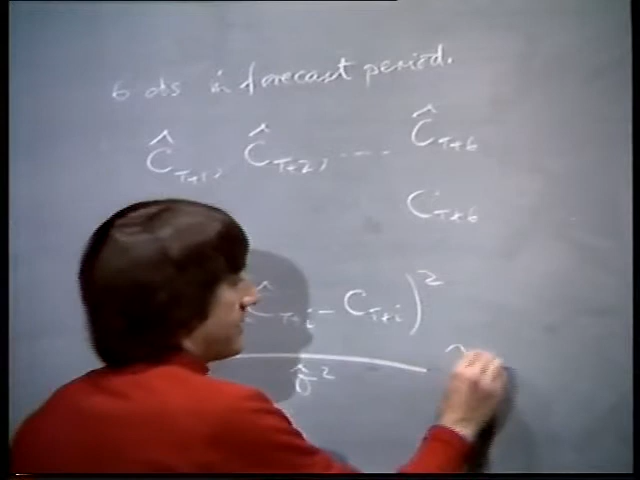 6 obs in forecast period.
Ĉ_{T+1}, Ĉ_{T+2}, .... Ĉ_{T+6}
C_{T+6}
Ĉ_{T+i} - C_{T+i})²
σ̂² ~